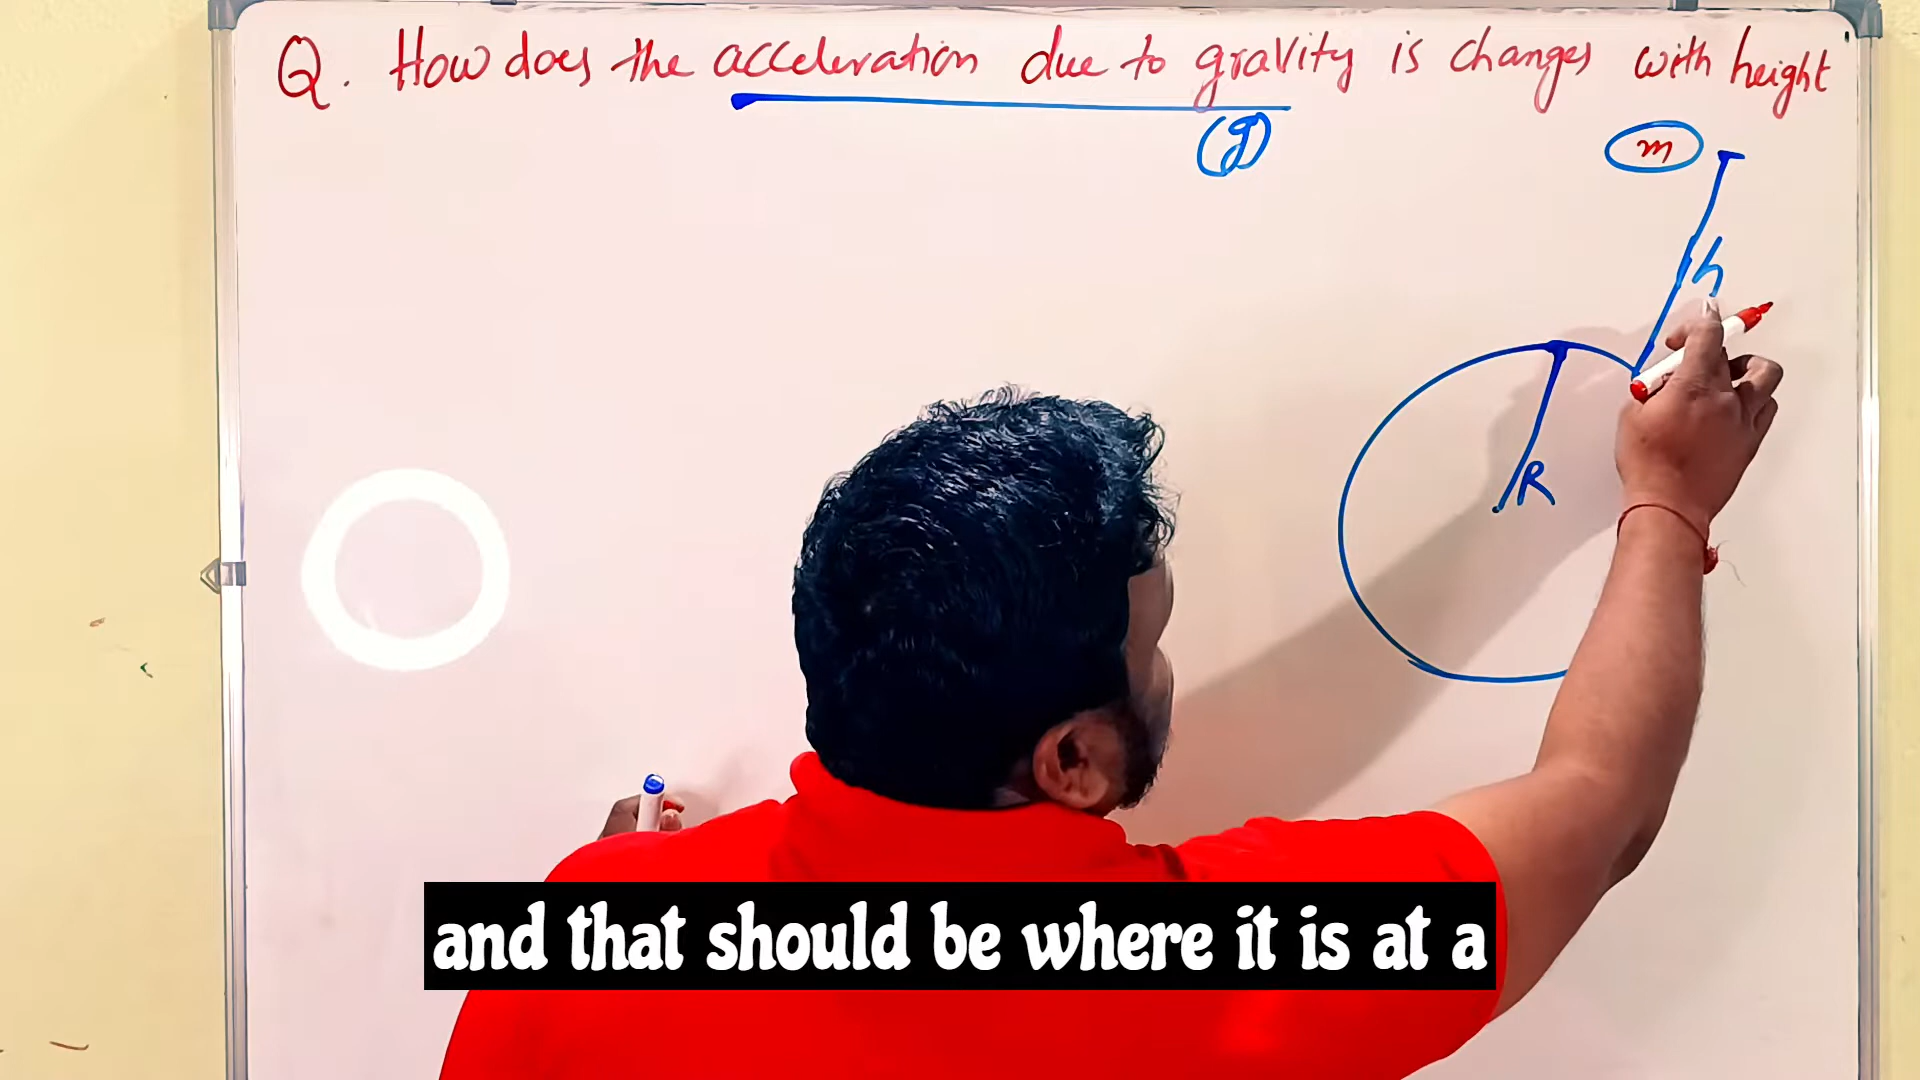 Q. How does the acceleration due to gravity is changes with height
(g)
m
h
R
and that should be where it is at a